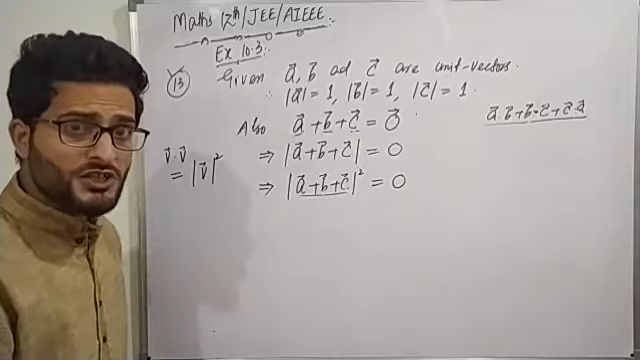 Maths 12th/JEE/AIEEE
Ex 10.3
(13) Given a⃗, b⃗ ad c⃗ are unit-vectors.
∴ |a⃗|=1, |b⃗|=1, |c⃗|=1.
a⃗.b⃗+b⃗.c⃗+c⃗.a⃗
Also a⃗+b⃗+c⃗ = 0⃗
⇒ |a⃗+b⃗+c⃗| = 0
⇒ |a⃗+b⃗+c⃗|² = 0
v⃗.v⃗
= |v⃗|²